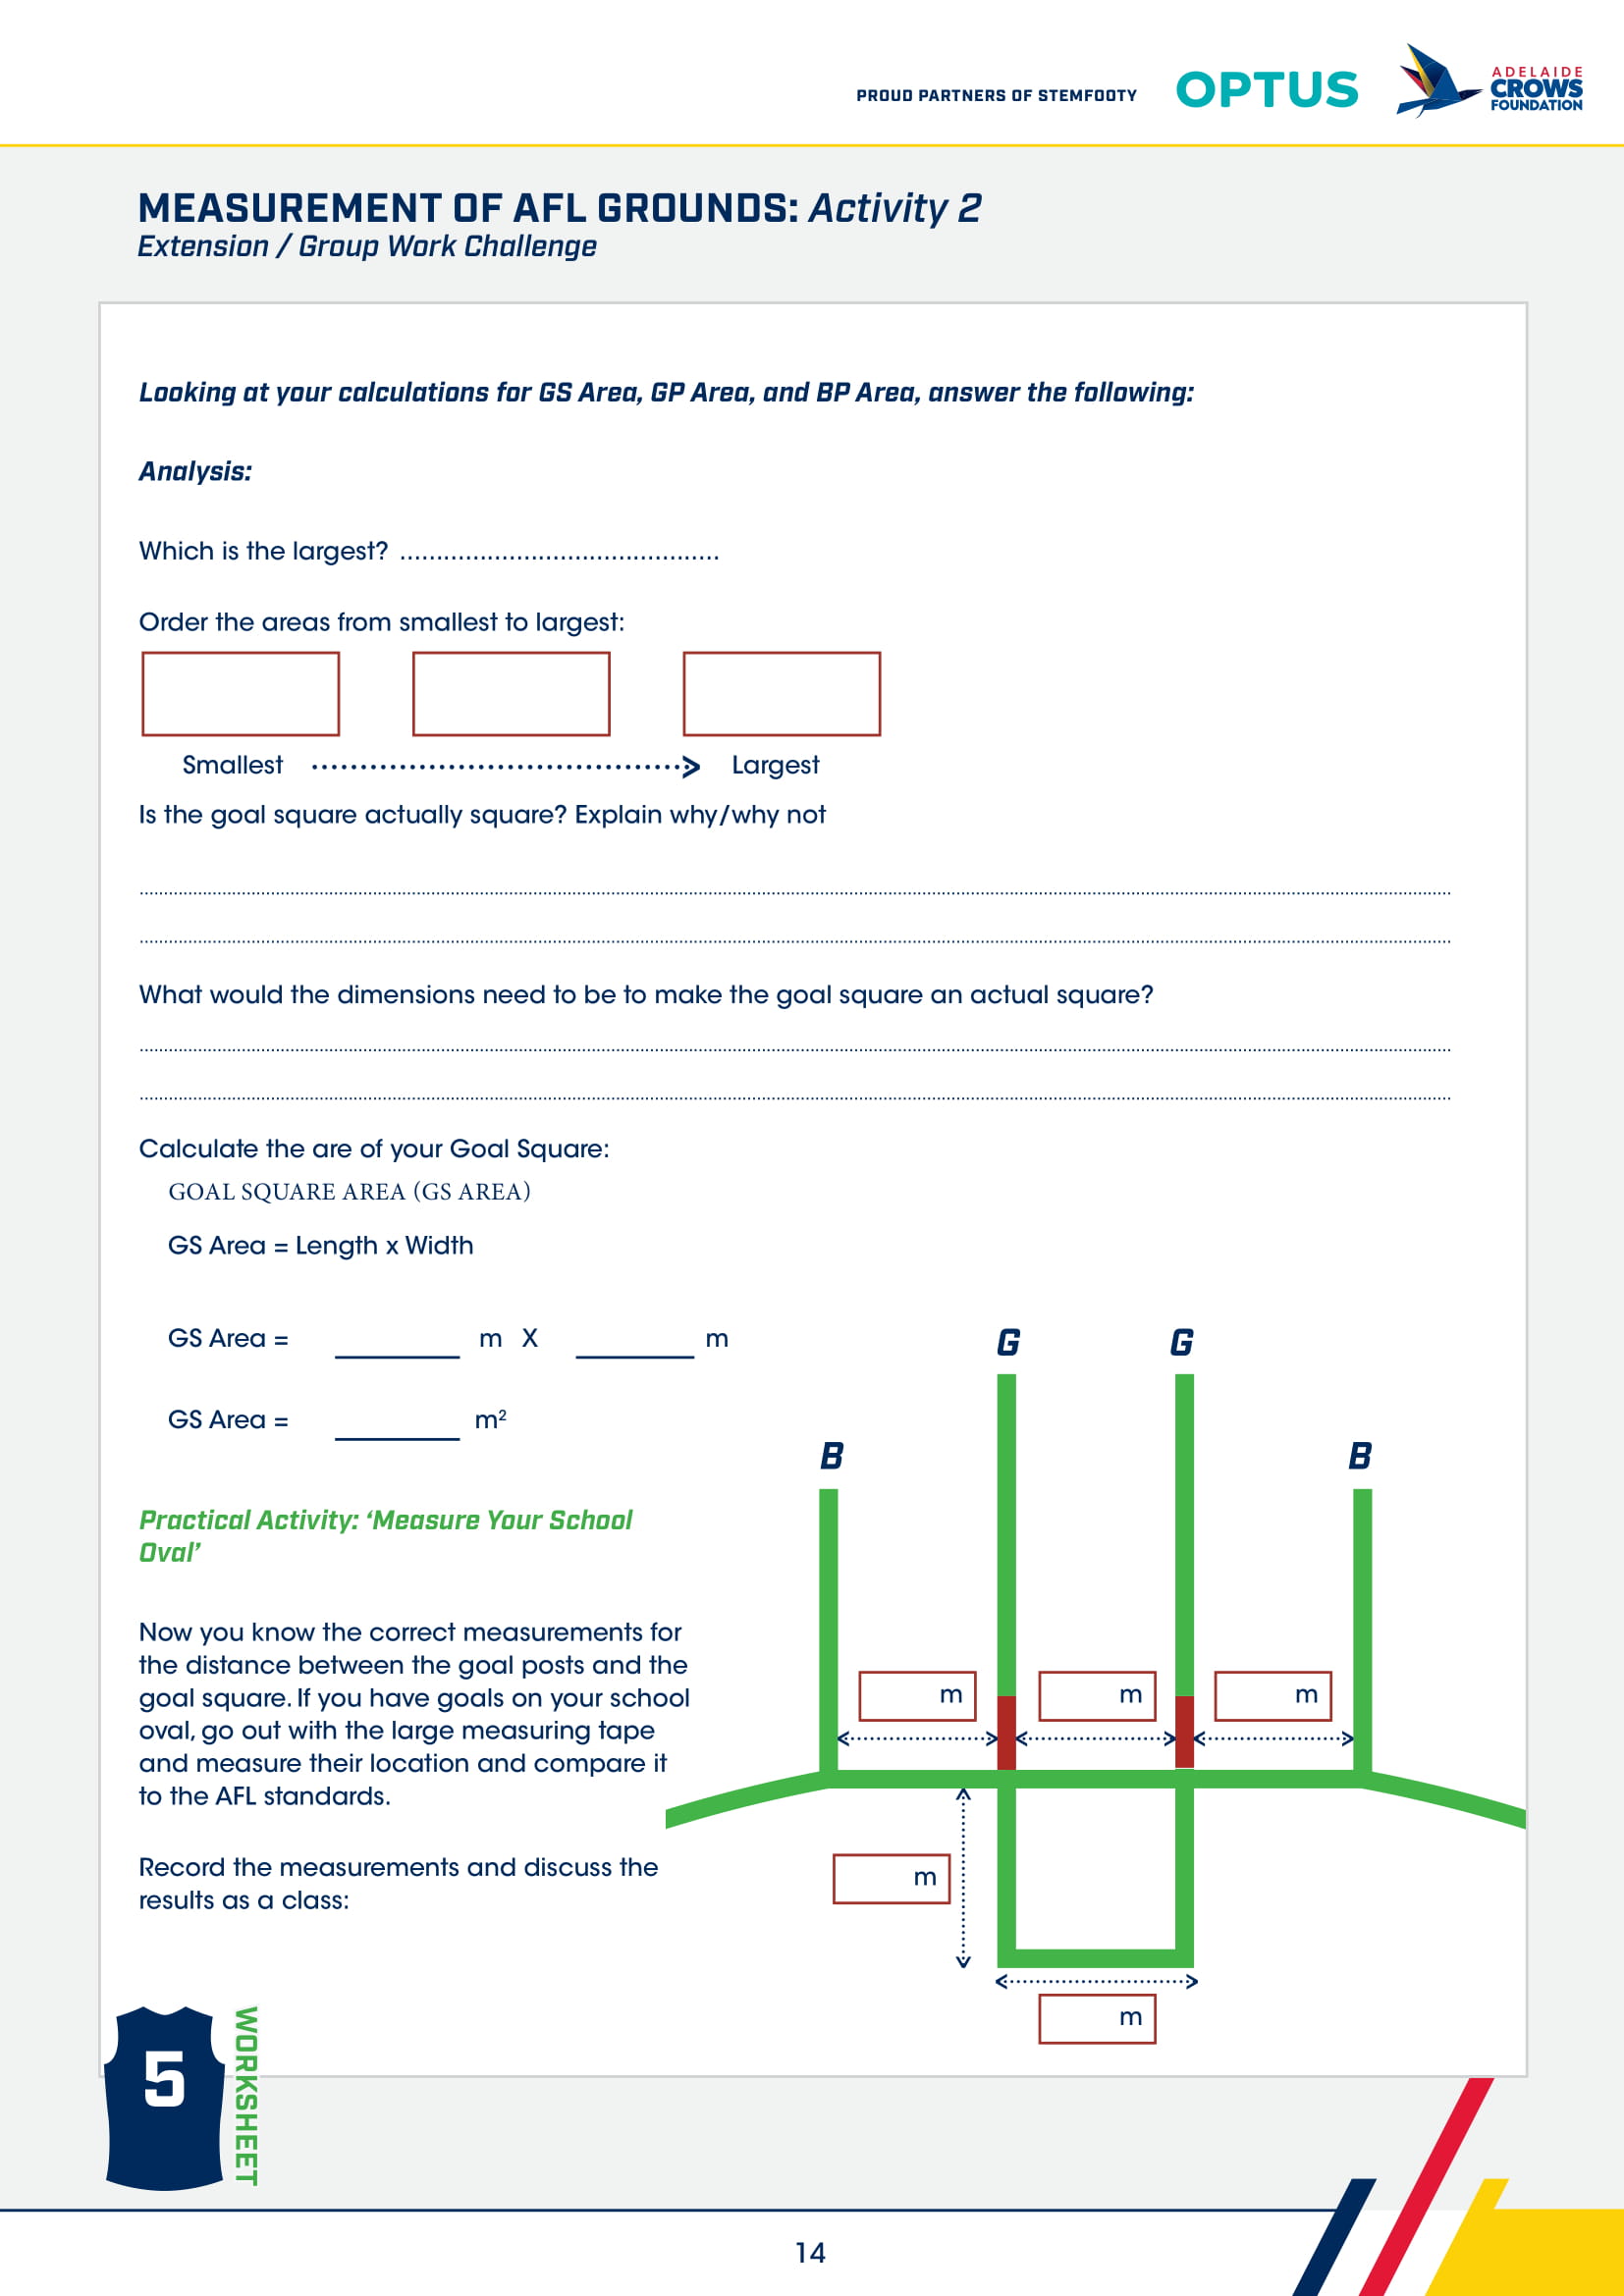 PROUD PARTNERS OF STEMFOOTY
OPTUS
ADELAIDE
CROWS
FOUNDATION
MEASUREMENT OF AFL GROUNDS: Activity 2
Extension / Group Work Challenge
Looking at your calculations for GS Area, GP Area, and BP Area, answer the following:
Analysis:
Which is the largest? ............................................
Order the areas from smallest to largest:
Smallest
Largest
Is the goal square actually square? Explain why/why not
What would the dimensions need to be to make the goal square an actual square?
Calculate the are of your Goal Square:
GOAL SQUARE AREA (GS AREA)
GS Area = Length x Width
GS Area = ________ m X ________ m
GS Area = ________ m²
G G
B B
Practical Activity: ‘Measure Your School
Oval’
Now you know the correct measurements for
the distance between the goal posts and the
goal square. If you have goals on your school
oval, go out with the large measuring tape
and measure their location and compare it
to the AFL standards.
Record the measurements and discuss the
results as a class:
m m m
m
m
5
WORKSHEET
14